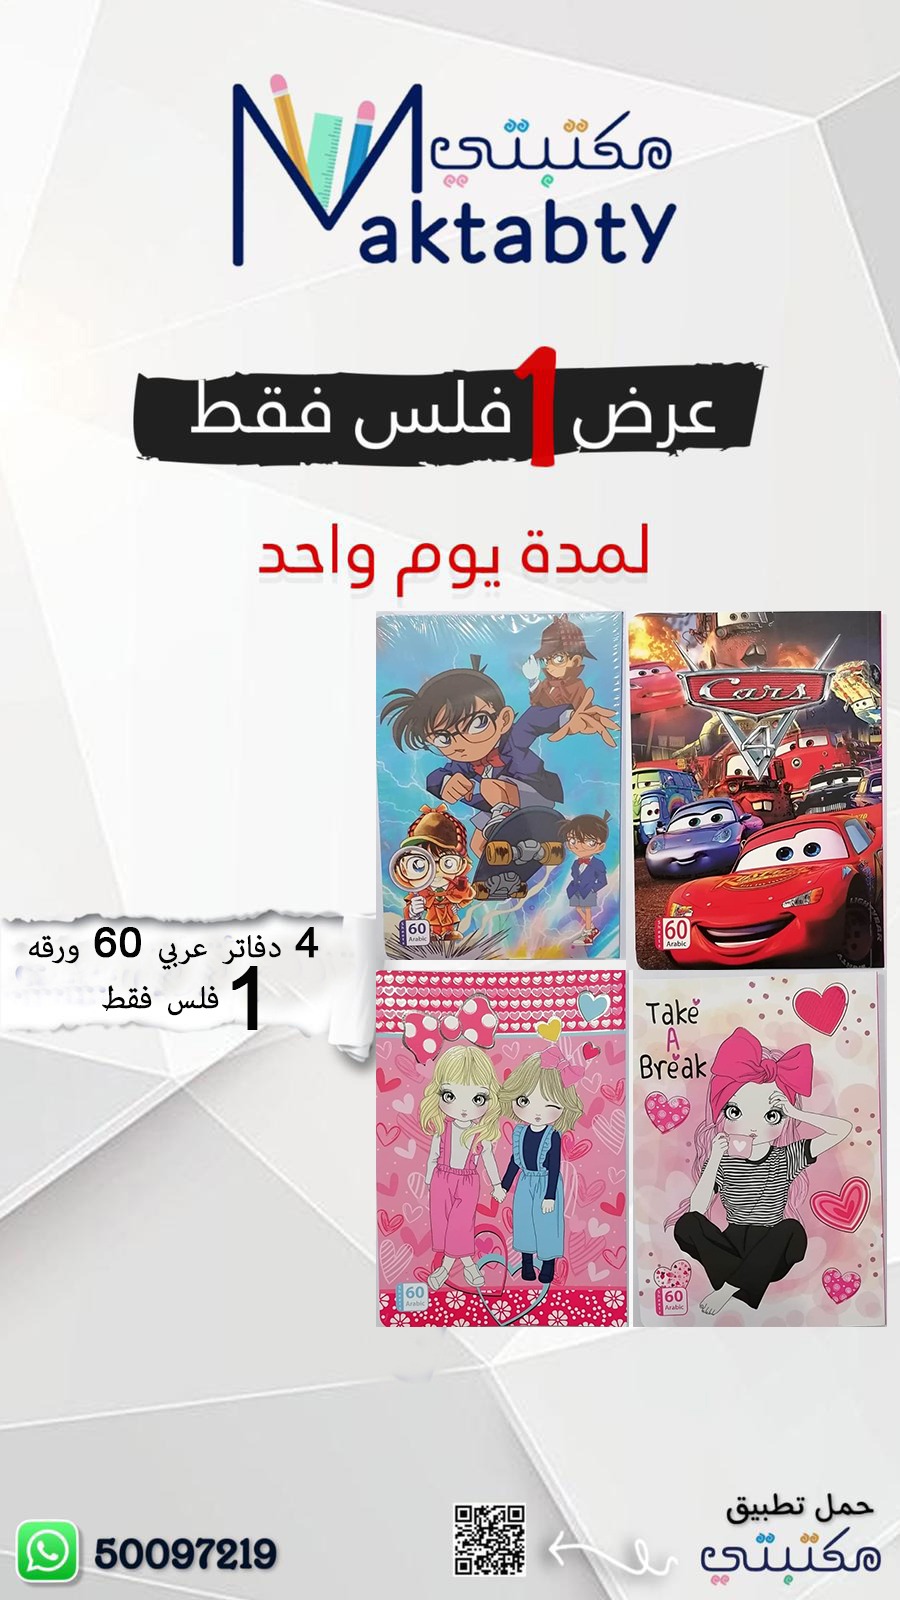 مكتبتي
Maktabty
عرض 1 فلس فقط
لمدة يوم واحد
Cars
4
60
Arabic
60
Arabic
4 دفاتر عربي 60 ورقه
1 فلس فقط
Take
A
Break
60
Arabic
60
Arabic
حمل تطبيق
مكتبتي
50097219